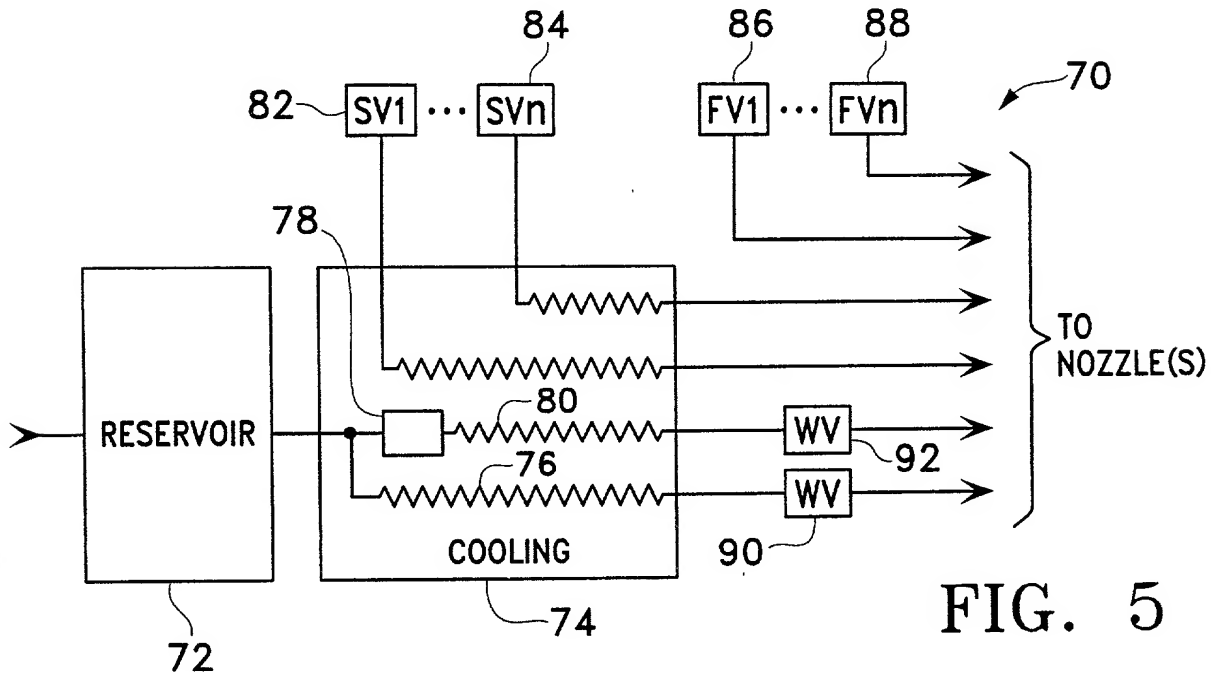 84
86
88
70
82
SV1 ... SVn
FV1 ... FVn
78
TO
NOZZLE(S)
RESERVOIR
80
WV
92
76
WV
COOLING
90
74
72
FIG. 5